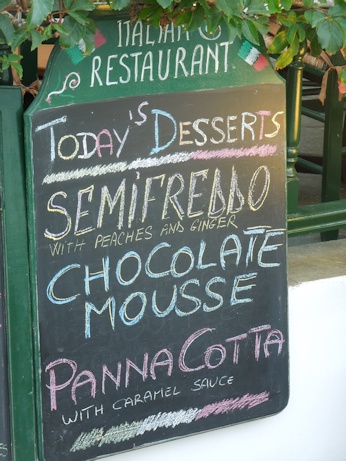 ITALIAN
RESTAURANT
TODAY'S DESSERTS
SEMIFREDDO
WITH PEACHES AND GINGER
CHOCOLATE
MOUSSE
PANNA COTTA
WITH CARAMEL SAUCE